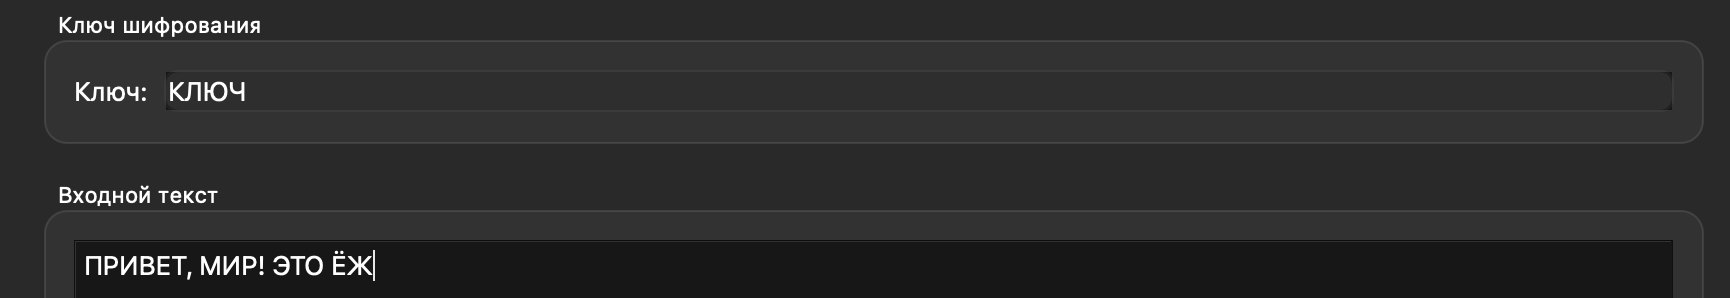 Ключ шифрования
Ключ: КЛЮЧ
Входной текст
ПРИВЕТ, МИР! ЭТО ЁЖ